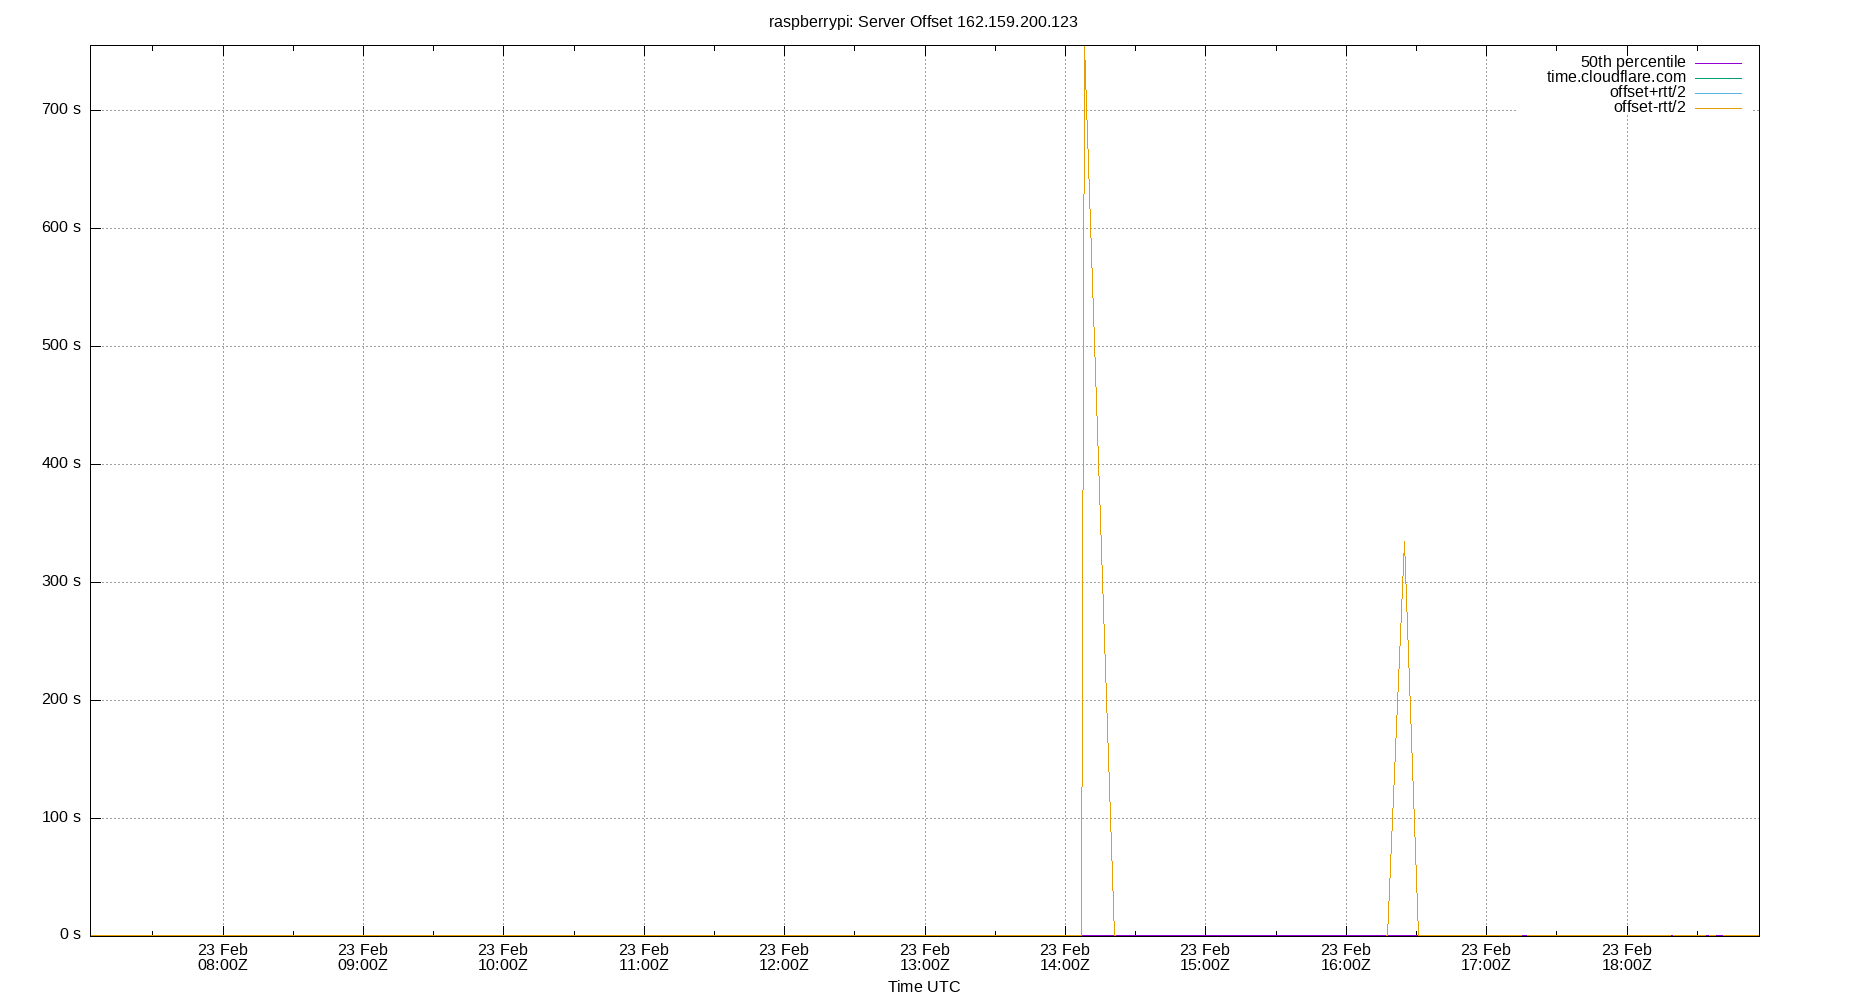 raspberrypi: Server Offset 162.159.200.123
50th percentile
time.cloudflare.com
offset+rtt/2
offset-rtt/2
700 s
600 s
500 s
400 s
300 s
200 s
100 s
0 s
23 Feb 23 Feb 23 Feb 23 Feb 23 Feb 23 Feb 23 Feb 23 Feb 23 Feb 23 Feb 23 Feb
08:00Z 09:00Z 10:00Z 11:00Z 12:00Z 13:00Z 14:00Z 15:00Z 16:00Z 17:00Z 18:00Z
Time UTC